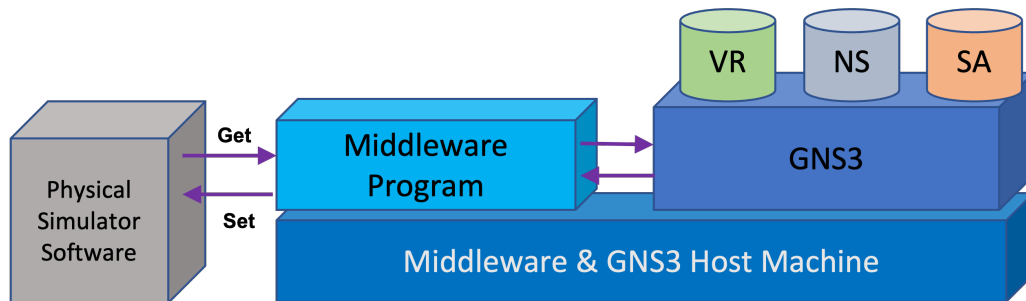 VR
NS
SA
Get
Middleware
Program
GNS3
Physical
Simulator
Software
Set
Middleware & GNS3 Host Machine